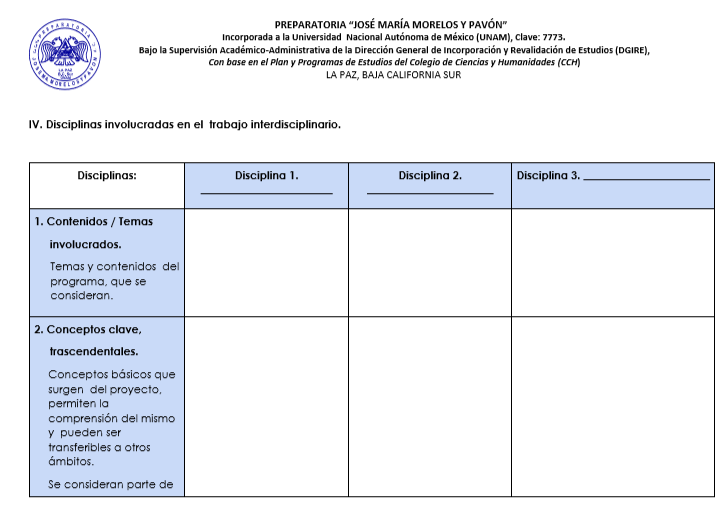 PREPARATORIA “JOSÉ MARÍA MORELOS Y PAVÓN”
Incorporada a la Universidad Nacional Autónoma de México (UNAM), Clave: 7773.
Bajo la Supervisión Académico-Administrativa de la Dirección General de Incorporación y Revalidación de Estudios (DGIRE),
Con base en el Plan y Programas de Estudios del Colegio de Ciencias y Humanidades (CCH)
LA PAZ, BAJA CALIFORNIA SUR
PREPARATORIA
JOSE MA. MORELOS Y PAVON
LA PAZ
B.C. Sur
IV. Disciplinas involucradas en el trabajo interdisciplinario.
Disciplinas:
Disciplina 1.
Disciplina 2.
Disciplina 3.
1. Contenidos / Temas
involucrados.
Temas y contenidos del
programa, que se
consideran.
2. Conceptos clave,
trascendentales.
Conceptos básicos que
surgen del proyecto,
permiten la
comprensión del mismo
y pueden ser
transferibles a otros
ámbitos.
Se consideran parte de